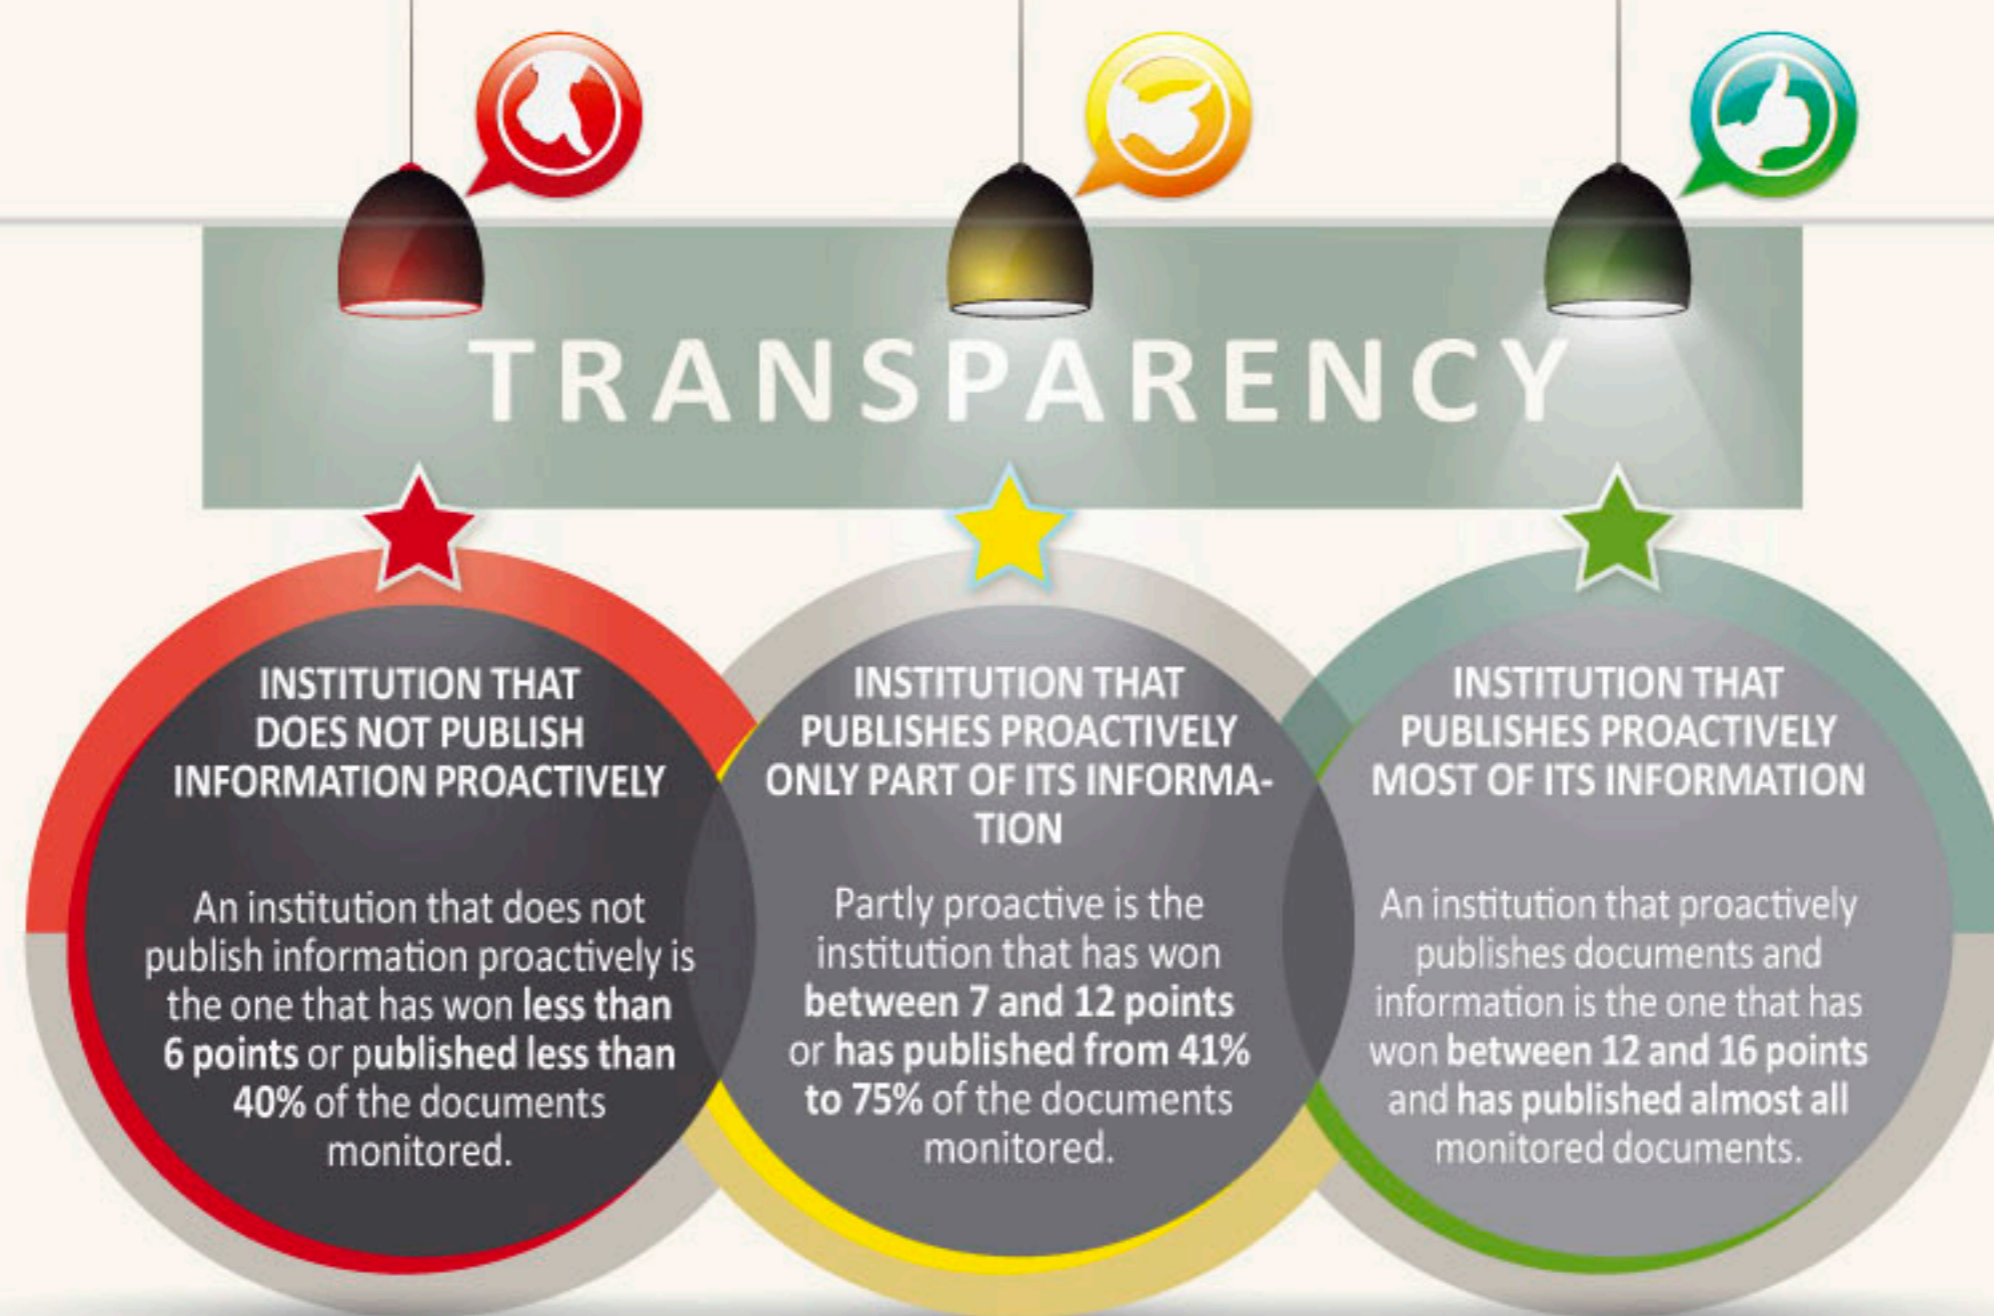 TRANSPARENCY
INSTITUTION THAT
DOES NOT PUBLISH
INFORMATION PROACTIVELY
An institution that does not
publish information proactively is
the one that has won less than
6 points or published less than
40% of the documents
monitored.
INSTITUTION THAT
PUBLISHES PROACTIVELY
ONLY PART OF ITS INFORMA-
TION
Partly proactive is the
institution that has won
between 7 and 12 points
or has published from 41%
to 75% of the documents
monitored.
INSTITUTION THAT
PUBLISHES PROACTIVELY
MOST OF ITS INFORMATION
An institution that proactively
publishes documents and
information is the one that has
won between 12 and 16 points
and has published almost all
monitored documents.